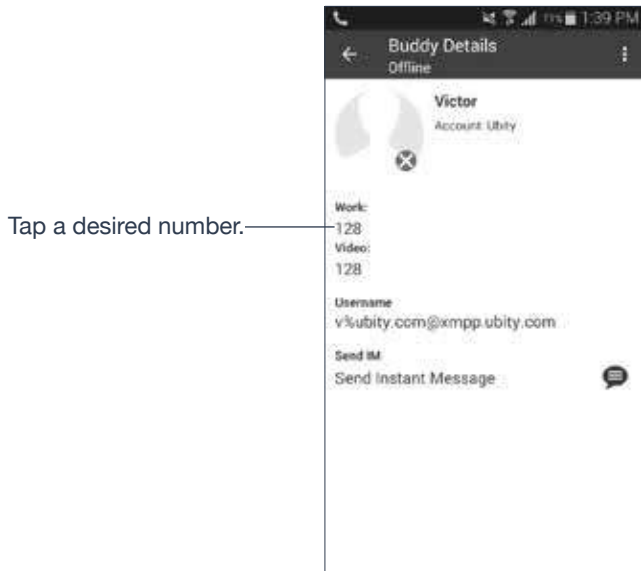 1:39 PM
Buddy Details
Offline
Victor
Account: Ubity
Tap a desired number.
Work:
128
Video:
128
Username
v%ubity.com@xmpp.ubity.com
Send IM
Send Instant Message